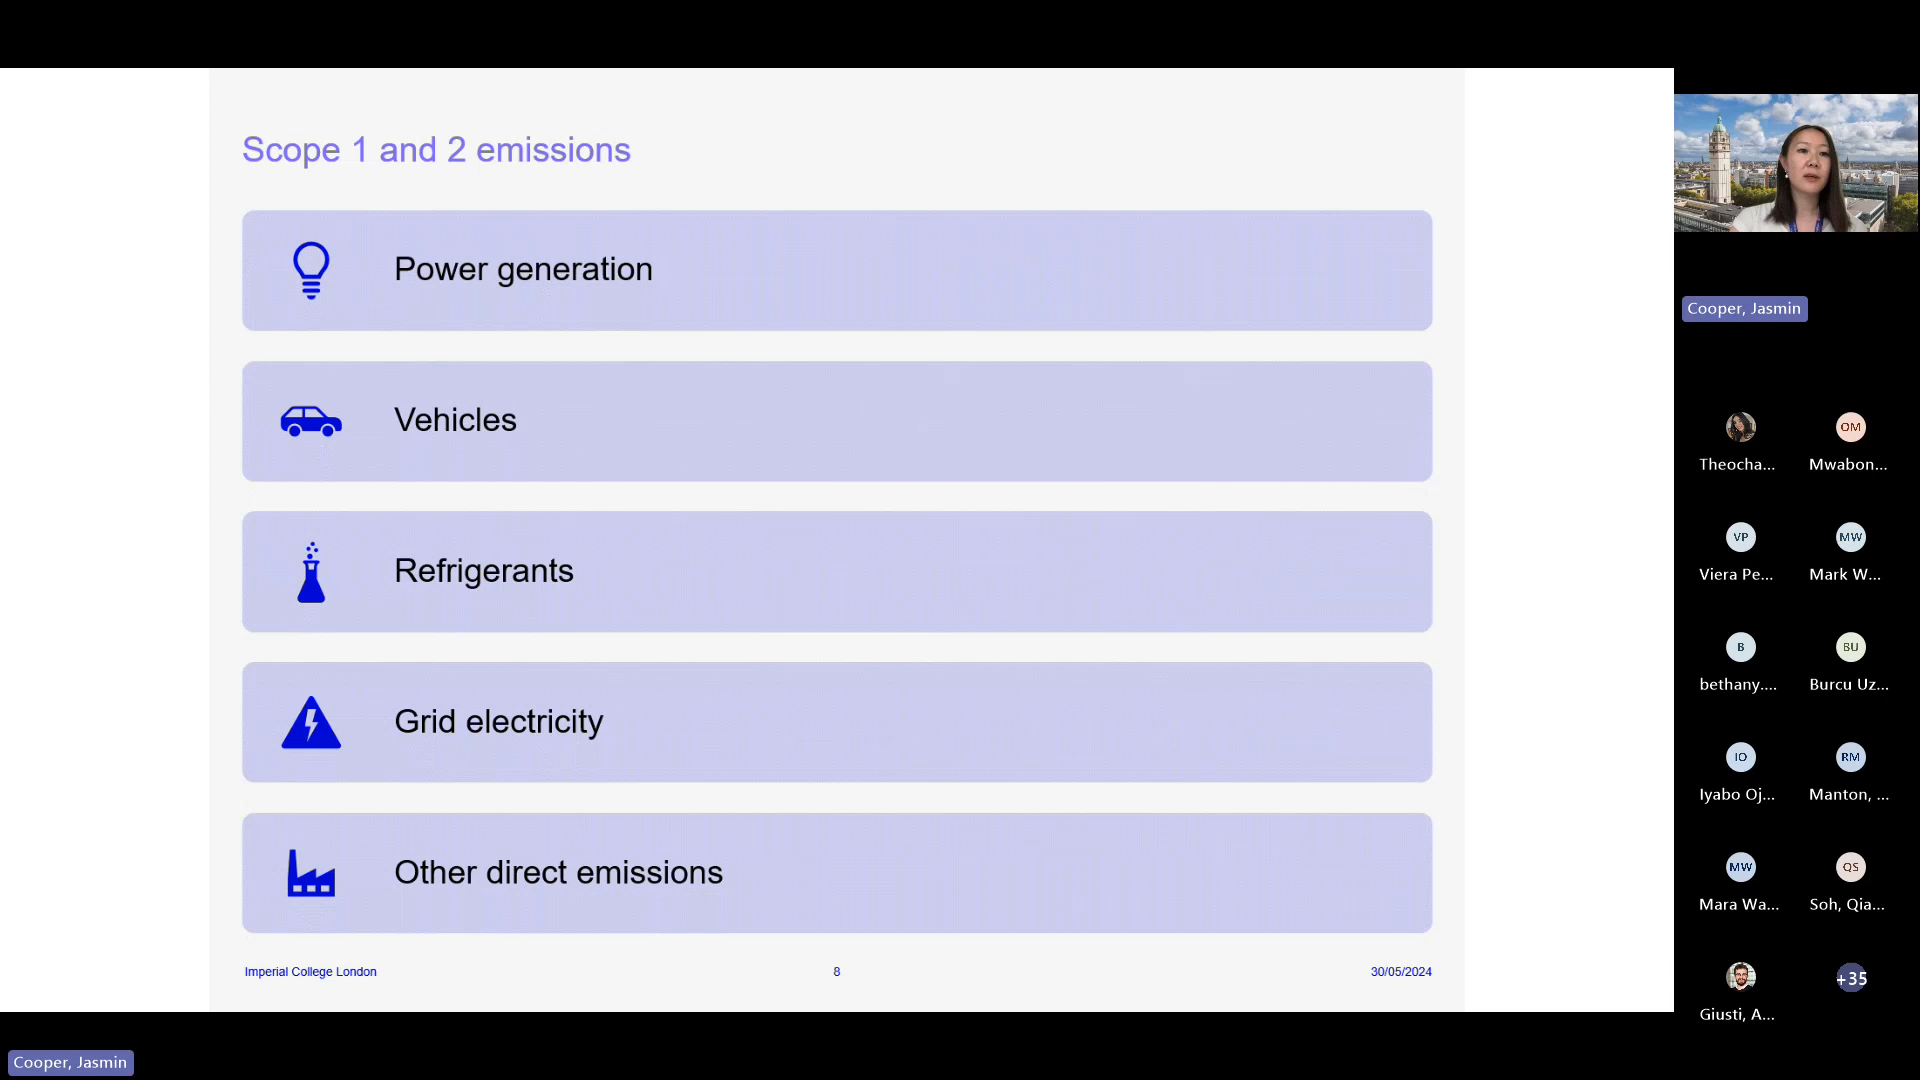 Scope 1 and 2 emissions
Power generation
Vehicles
Refrigerants
Grid electricity
Other direct emissions
Imperial College London
8
30/05/2024
Cooper, Jasmin
Cooper, Jasmin
OM
Theocha...
Mwabon...
VP
MW
Viera Pe...
Mark W...
B
BU
bethany....
Burcu Uz...
IO
RM
Iyabo Oj...
Manton, ...
MW
QS
Mara Wa...
Soh, Qia...
+35
Giusti, A...